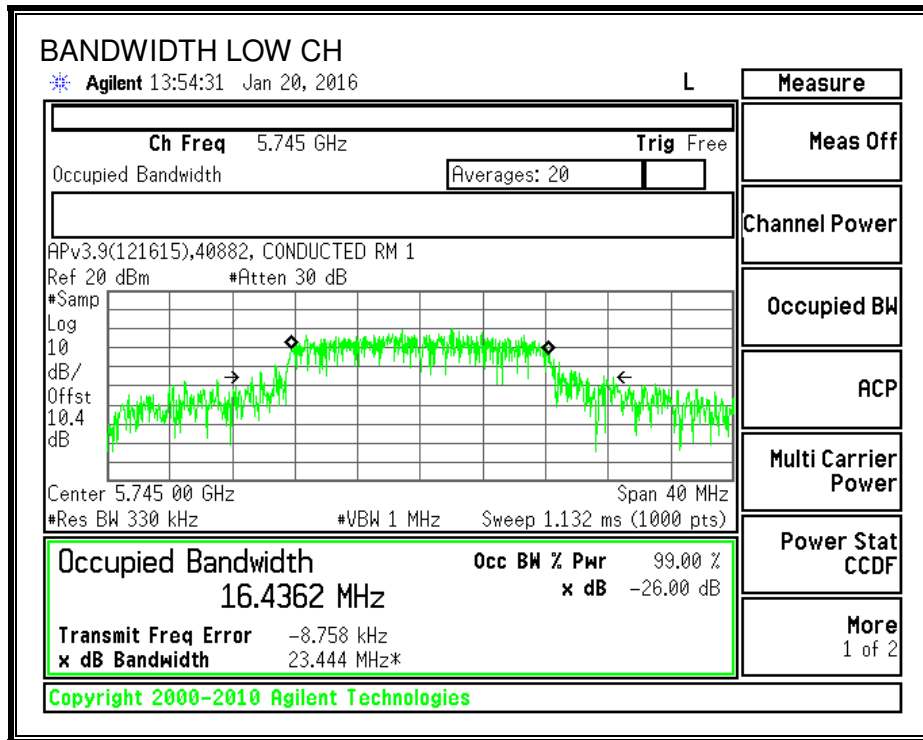 BANDWIDTH LOW CH
Agilent 13:54:31 Jan 20, 2016 L
Ch Freq 5.745 GHz Trig Free
Occupied Bandwidth Averages: 20
APv3.9(121615),40882, CONDUCTED RM 1
Ref 20 dBm #Atten 30 dB
#Samp
Log
10
dB/
Offst
10.4
dB
Center 5.745 00 GHz Span 40 MHz
#Res BW 330 kHz #VBW 1 MHz Sweep 1.132 ms (1000 pts)
Occupied Bandwidth Occ BW % Pwr 99.00 %
16.4362 MHz x dB -26.00 dB
Transmit Freq Error -8.758 kHz
x dB Bandwidth 23.444 MHz*
Copyright 2000-2010 Agilent Technologies
Measure
Meas Off
Channel Power
Occupied BW
ACP
Multi Carrier
Power
Power Stat
CCDF
More
1 of 2